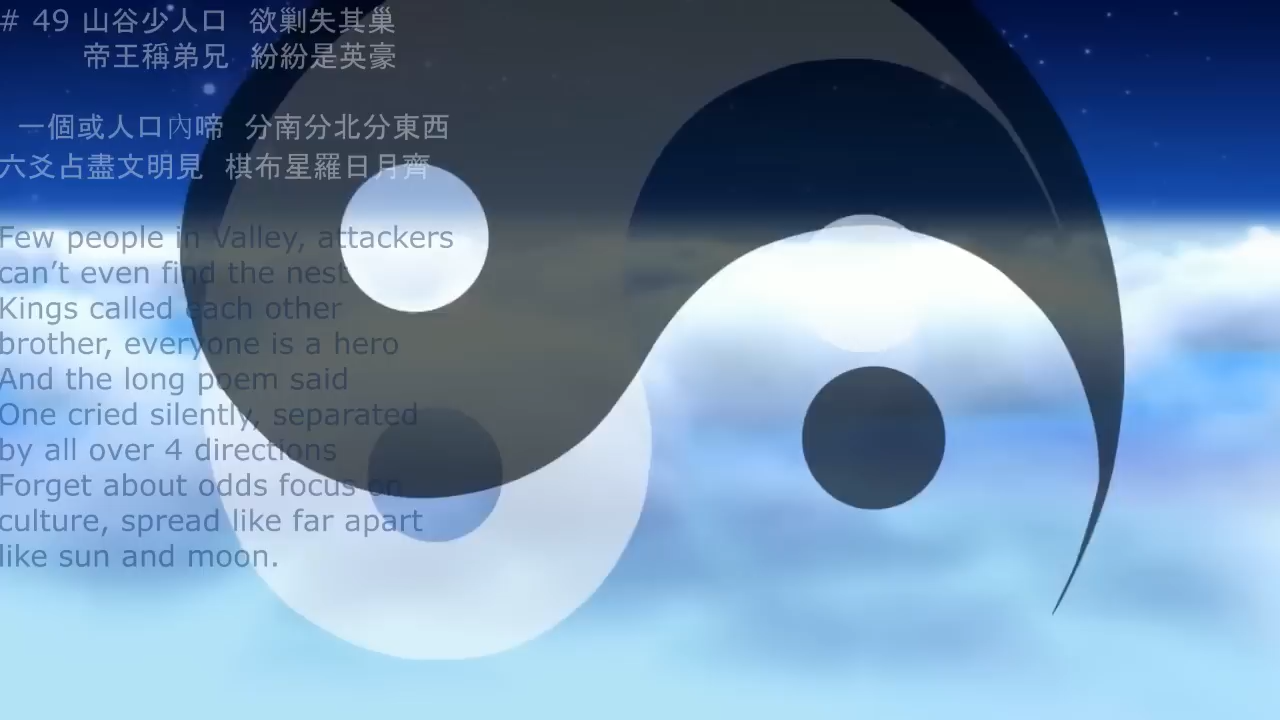 # 49 山谷少人口 欲剿失其巢
帝王稱弟兄 紛紛是英豪
一個或人口內啼 分南分北分東西
六爻占盡文明見 棋布星羅日月齊
Few people in Valley, attackers
can’t even find the nest
Kings called each other
brother, everyone is a hero
And the long poem said
One cried silently, separated
by all over 4 directions
Forget about odds focus on
culture, spread like far apart
like sun and moon.